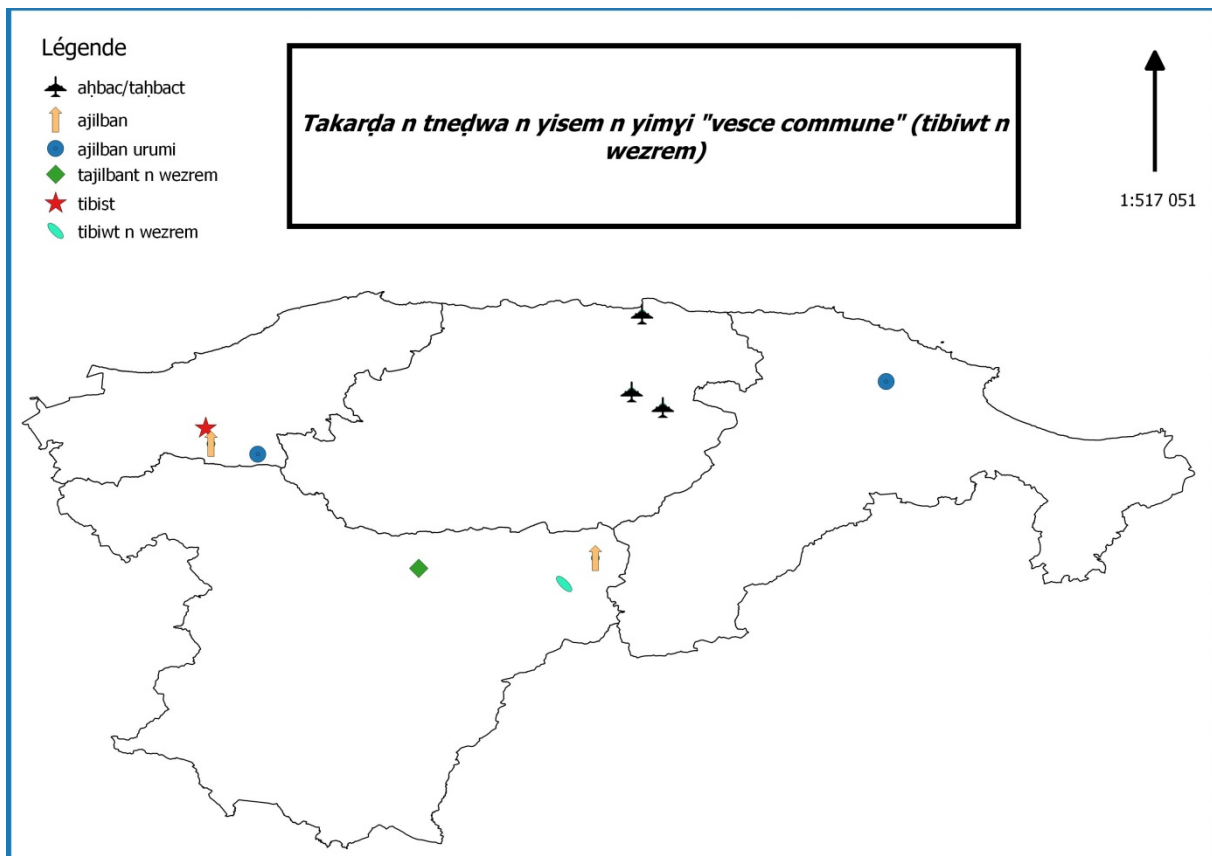 Légende
aḥbac/taḥbact
ajilban
ajilban urumi
tajilbant n wezrem
tibist
tibiwt n wezrem
Takarḍa n tneḍwa n yisem n yimɣi "vesce commune" (tibiwt n
wezrem)
1:517 051